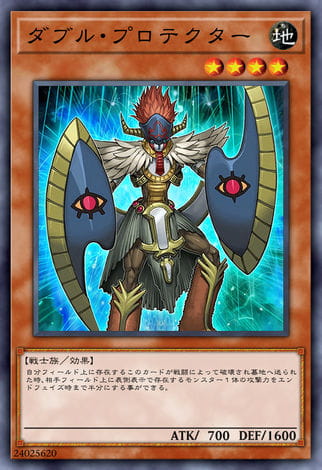 ダブル・プロテクター
地
【戦士族／効果】
自分フィールド上に存在するこのカードが戦闘によって破壊され墓地へ送られ
た時、相手フィールド上に表側表示で存在するモンスター１体の攻撃力をエン
ドフェイズ時まで半分にする事ができる。
ATK/ 700 DEF/1600
24025620